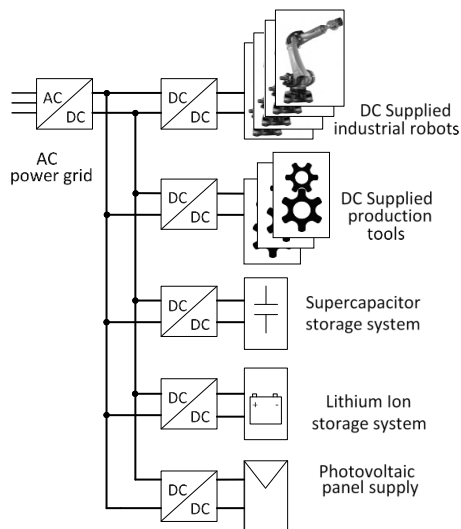 AC
DC
AC
power grid
DC
DC
DC Supplied
industrial robots
DC
DC
DC Supplied
production
tools
DC
DC
Supercapacitor
storage system
DC
DC
+ -
Lithium Ion
storage system
DC
DC
Photovoltaic
panel supply